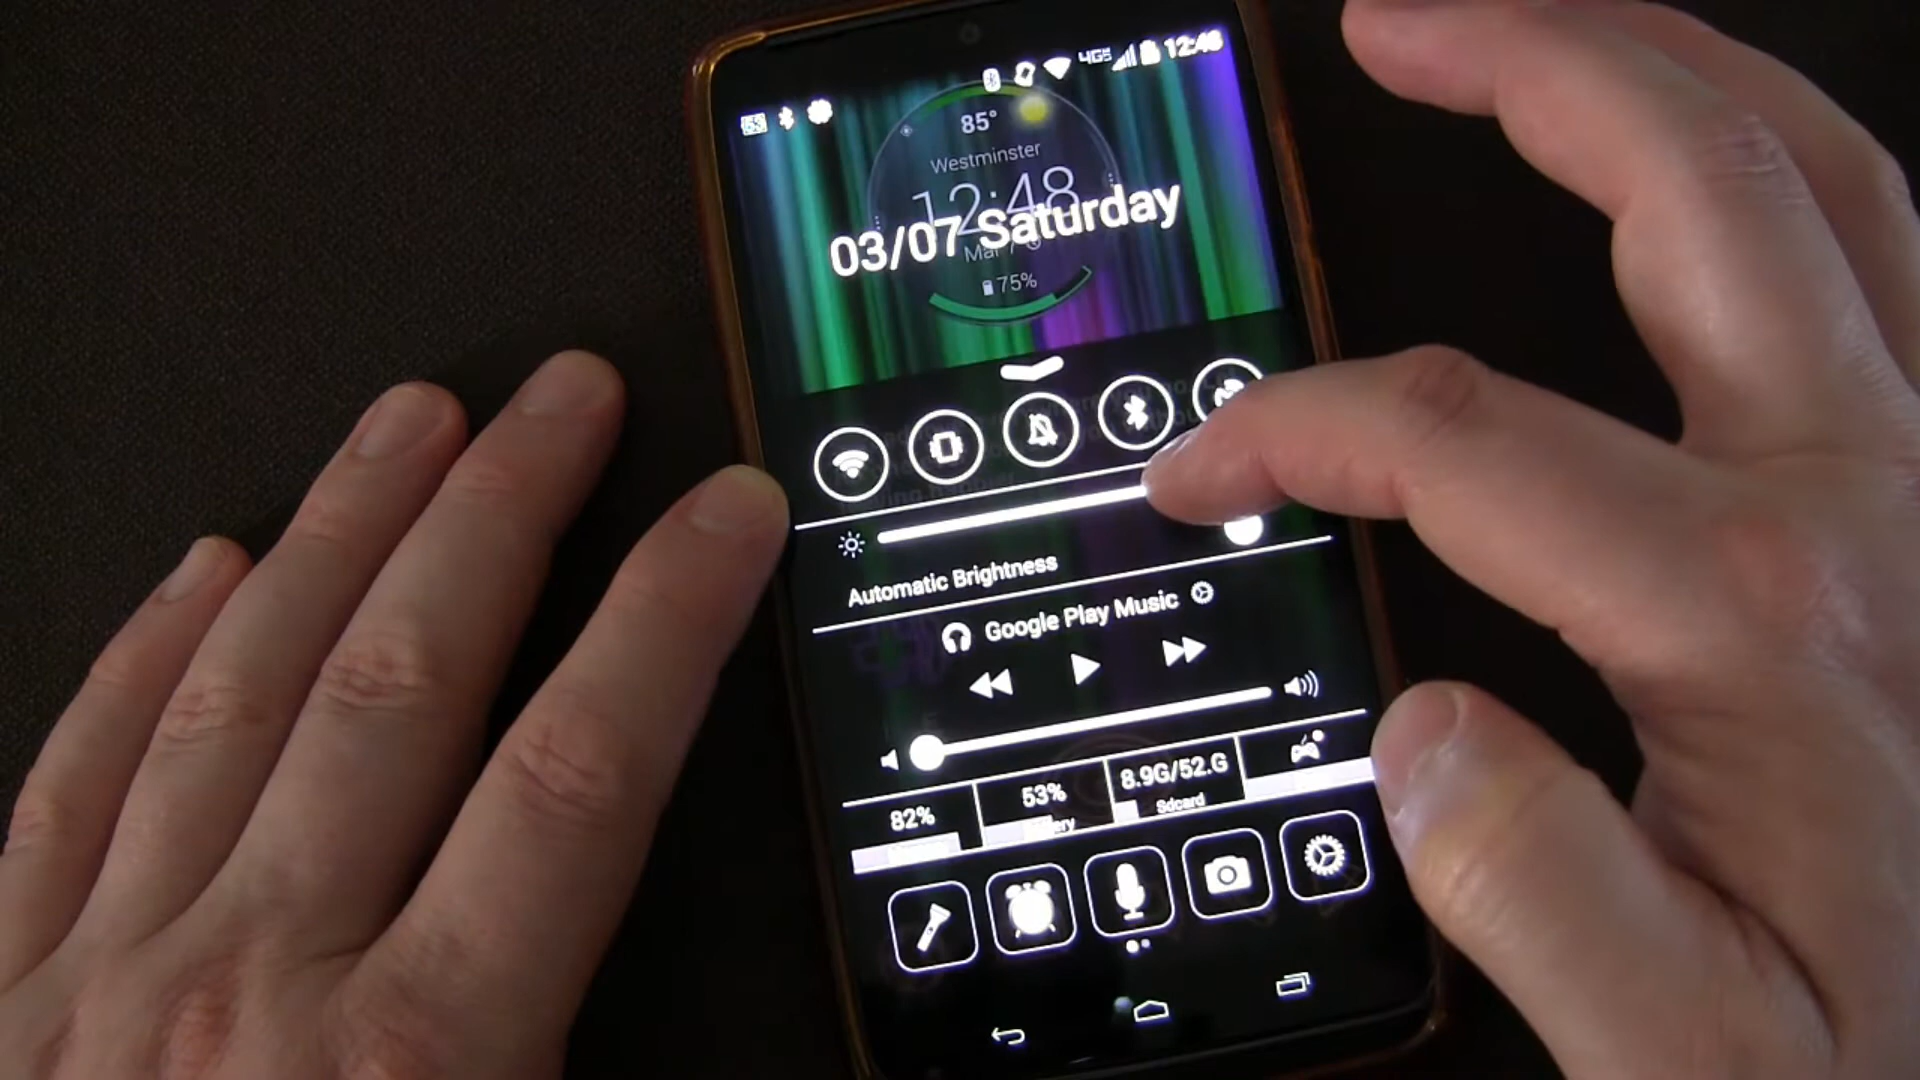 4G
12:48
53
85°
Westminster
12:48
03/07 Saturday
Mar 7
75%
Automatic Brightness
Google Play Music
82%
53%
8.9G/52.G
Sdcard